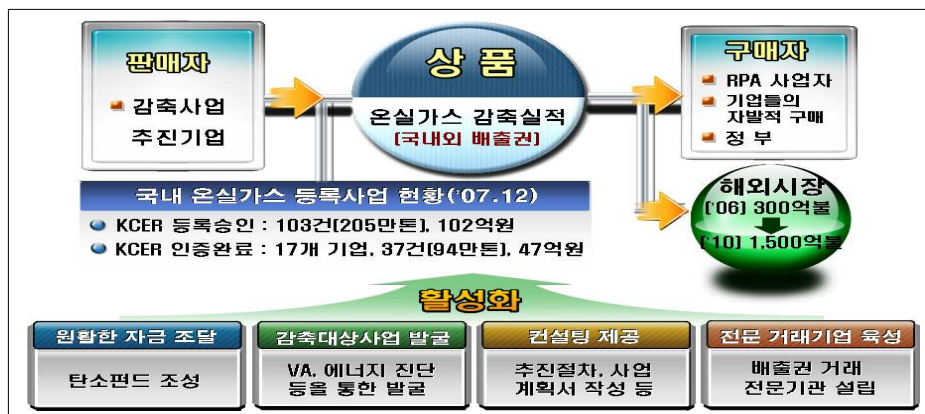 판매자
감축사업
추진기업
상 품
온실가스 감축실적
(국내외 배출권)
구매자
RPA 사업자
기업들의
자발적 구매
정 부
해외시장
('06) 300억불
('10) 1,500억불
국내 온실가스 등록사업 현황('07.12)
KCER 등록승인 : 103건(205만톤), 102억원
KCER 인증완료 : 17개 기업, 37건(94만톤), 47억원
활성화
원활한 자금 조달
탄소펀드 조성
감축대상사업 발굴
VA, 에너지 진단
등을 통한 발굴
컨설팅 제공
추진절차, 사업
계획서 작성 등
전문 거래기업 육성
배출권 거래
전문기관 설립